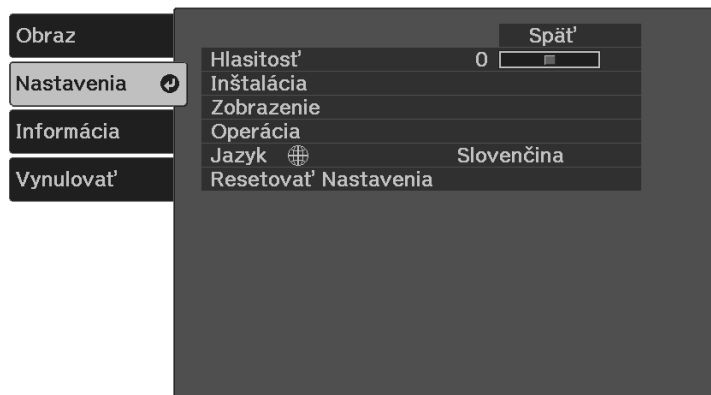 Obraz
Nastavenia
Informácia
Vynulovať
Späť
Hlasitosť 0
Inštalácia
Zobrazenie
Operácia
Jazyk Slovenčina
Resetovať Nastavenia